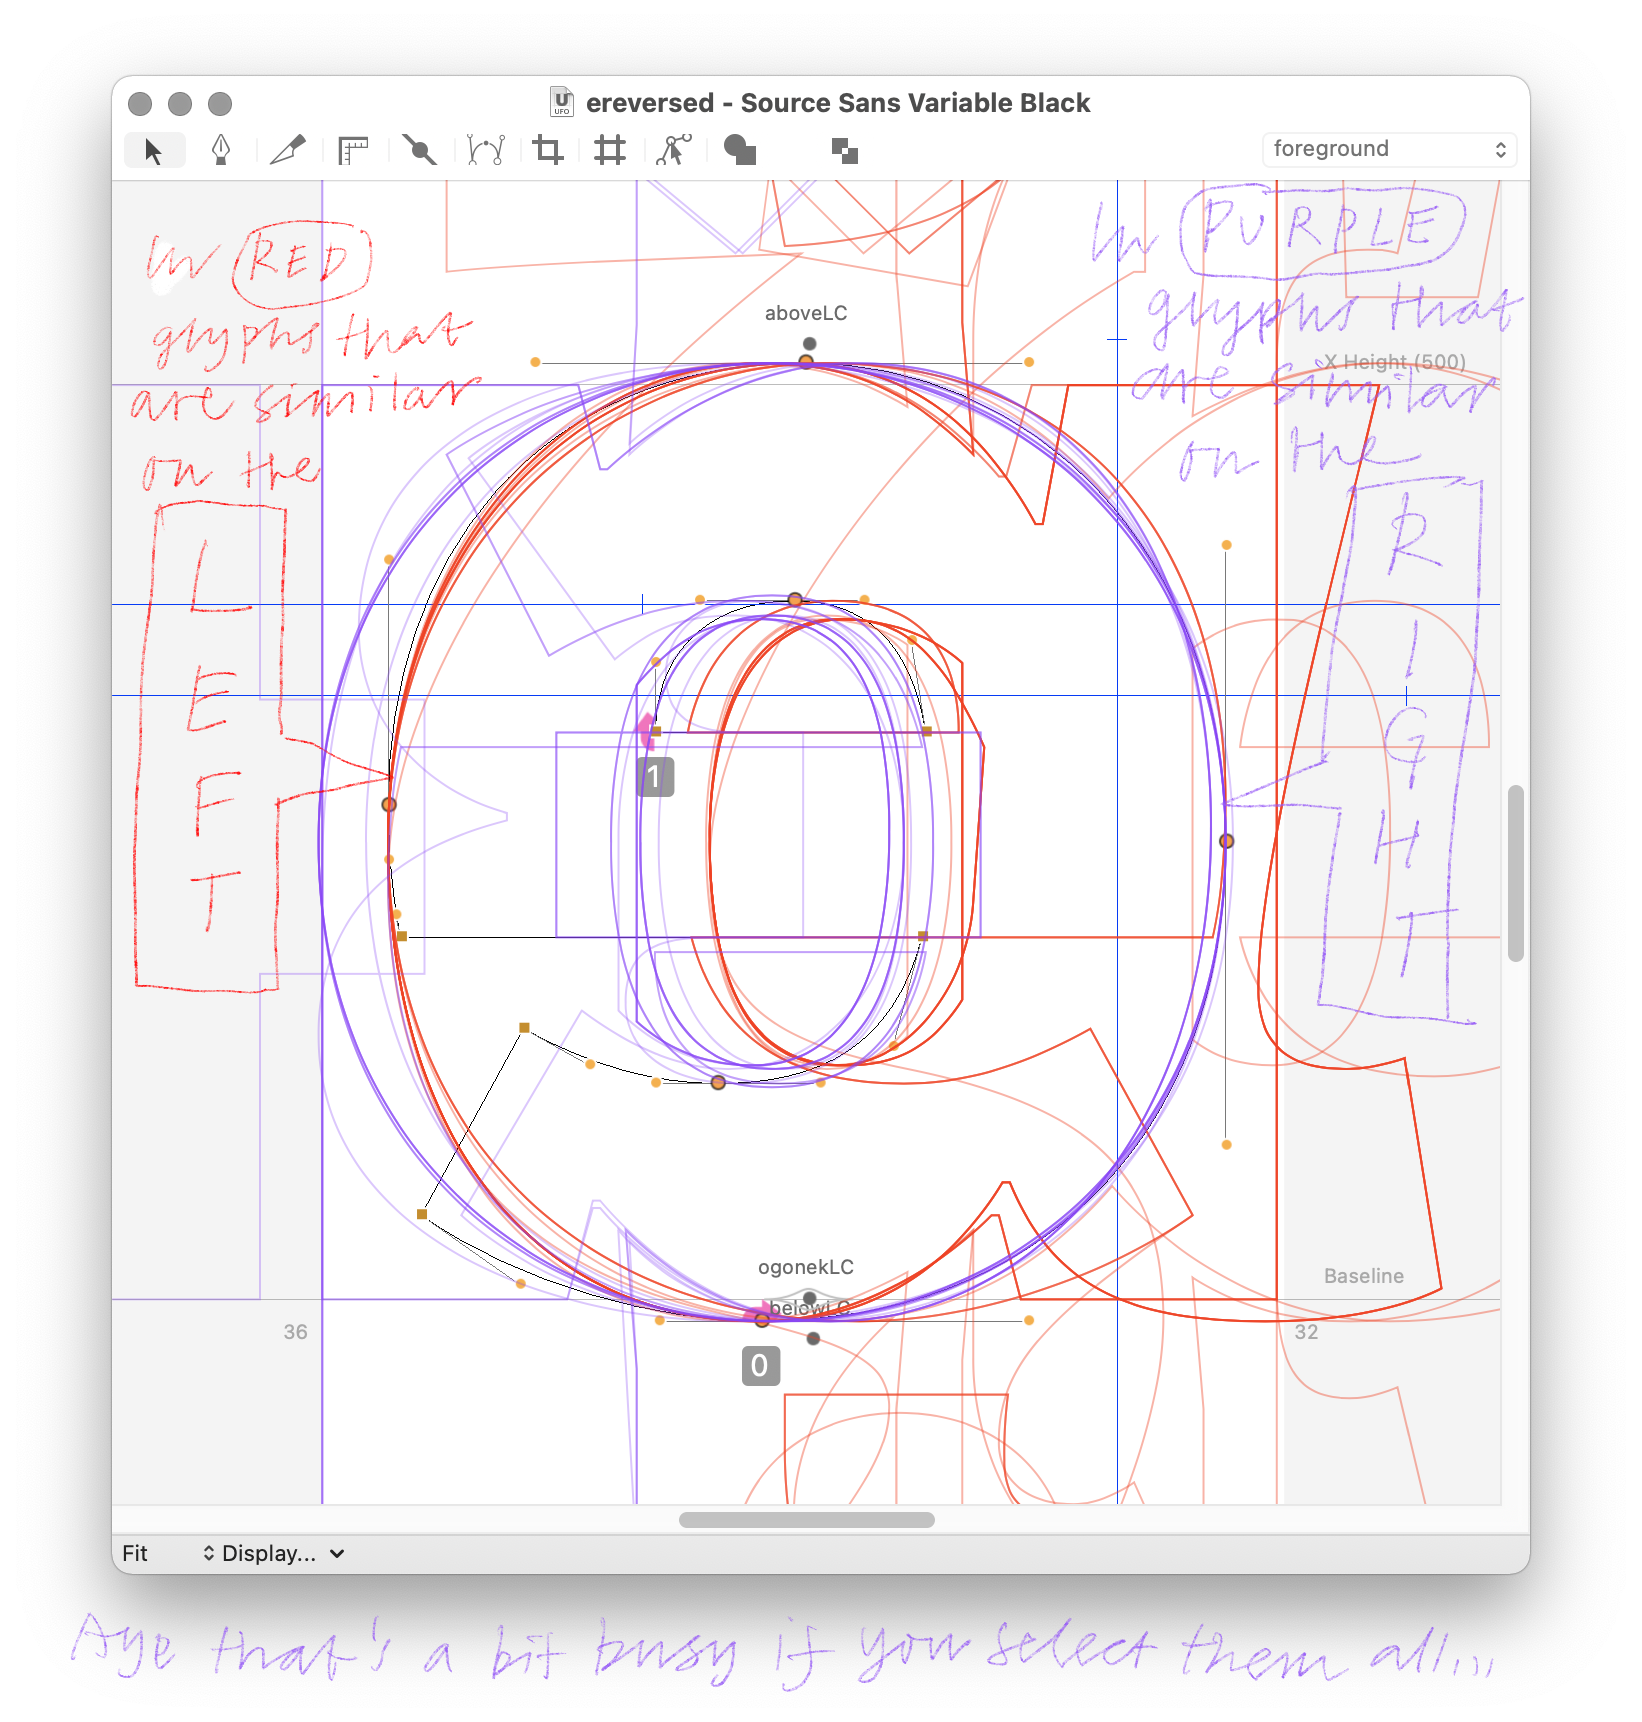 UFO
ereversed - Source Sans Variable Black
foreground
In RED
glyphs that
are similar
on the
LEFT
In PURPLE
glyphs that
are similar
on the
RIGHT
aboveLC
X Height (500)
1
ogonekLC
belowLC
Baseline
36
32
0
Fit
Display...
Aye that's a bit busy if you select them all...